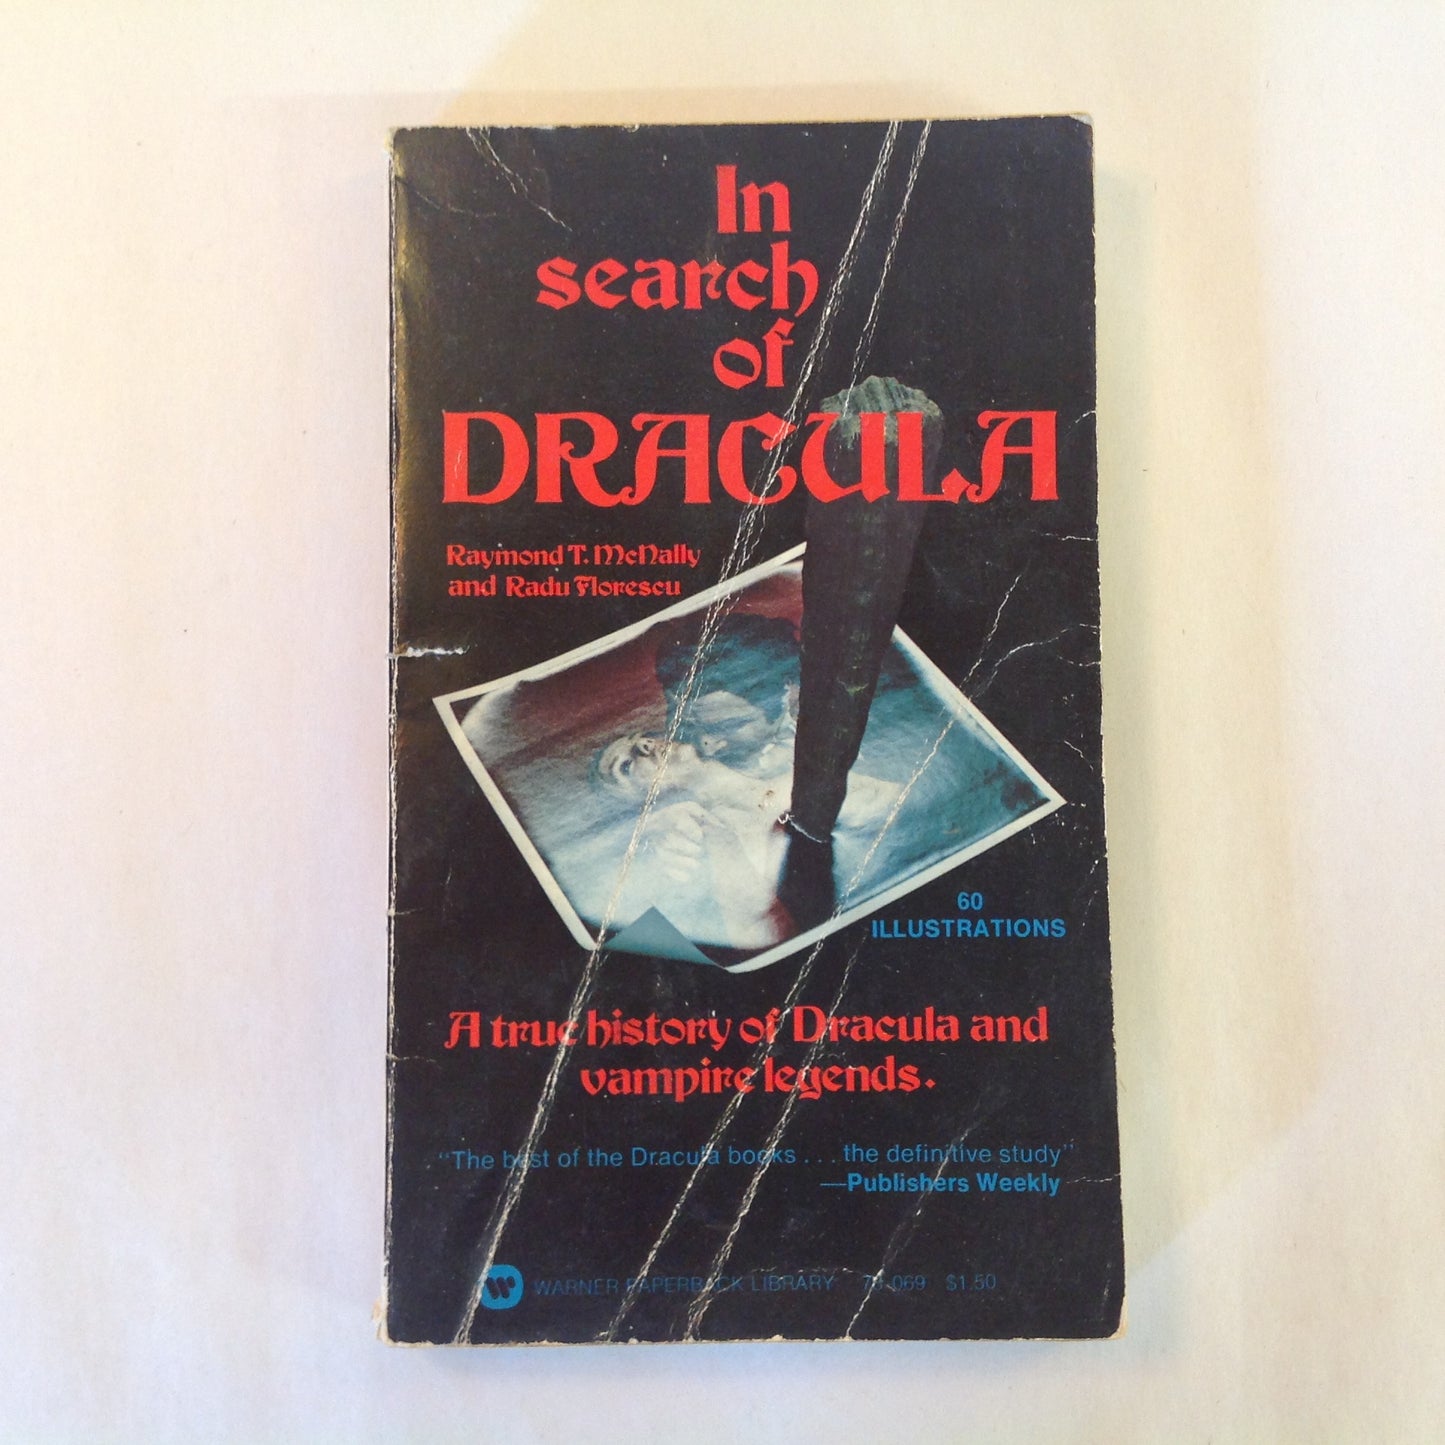 In
search
of
DRACULA
Raymond T. McNally
and Radu Florescu
60
ILLUSTRATIONS
A true history of Dracula and
vampire legends.
"The best of the Dracula books . . . the definitive study"
—Publishers Weekly
WARNER PAPERBACK LIBRARY $1.50